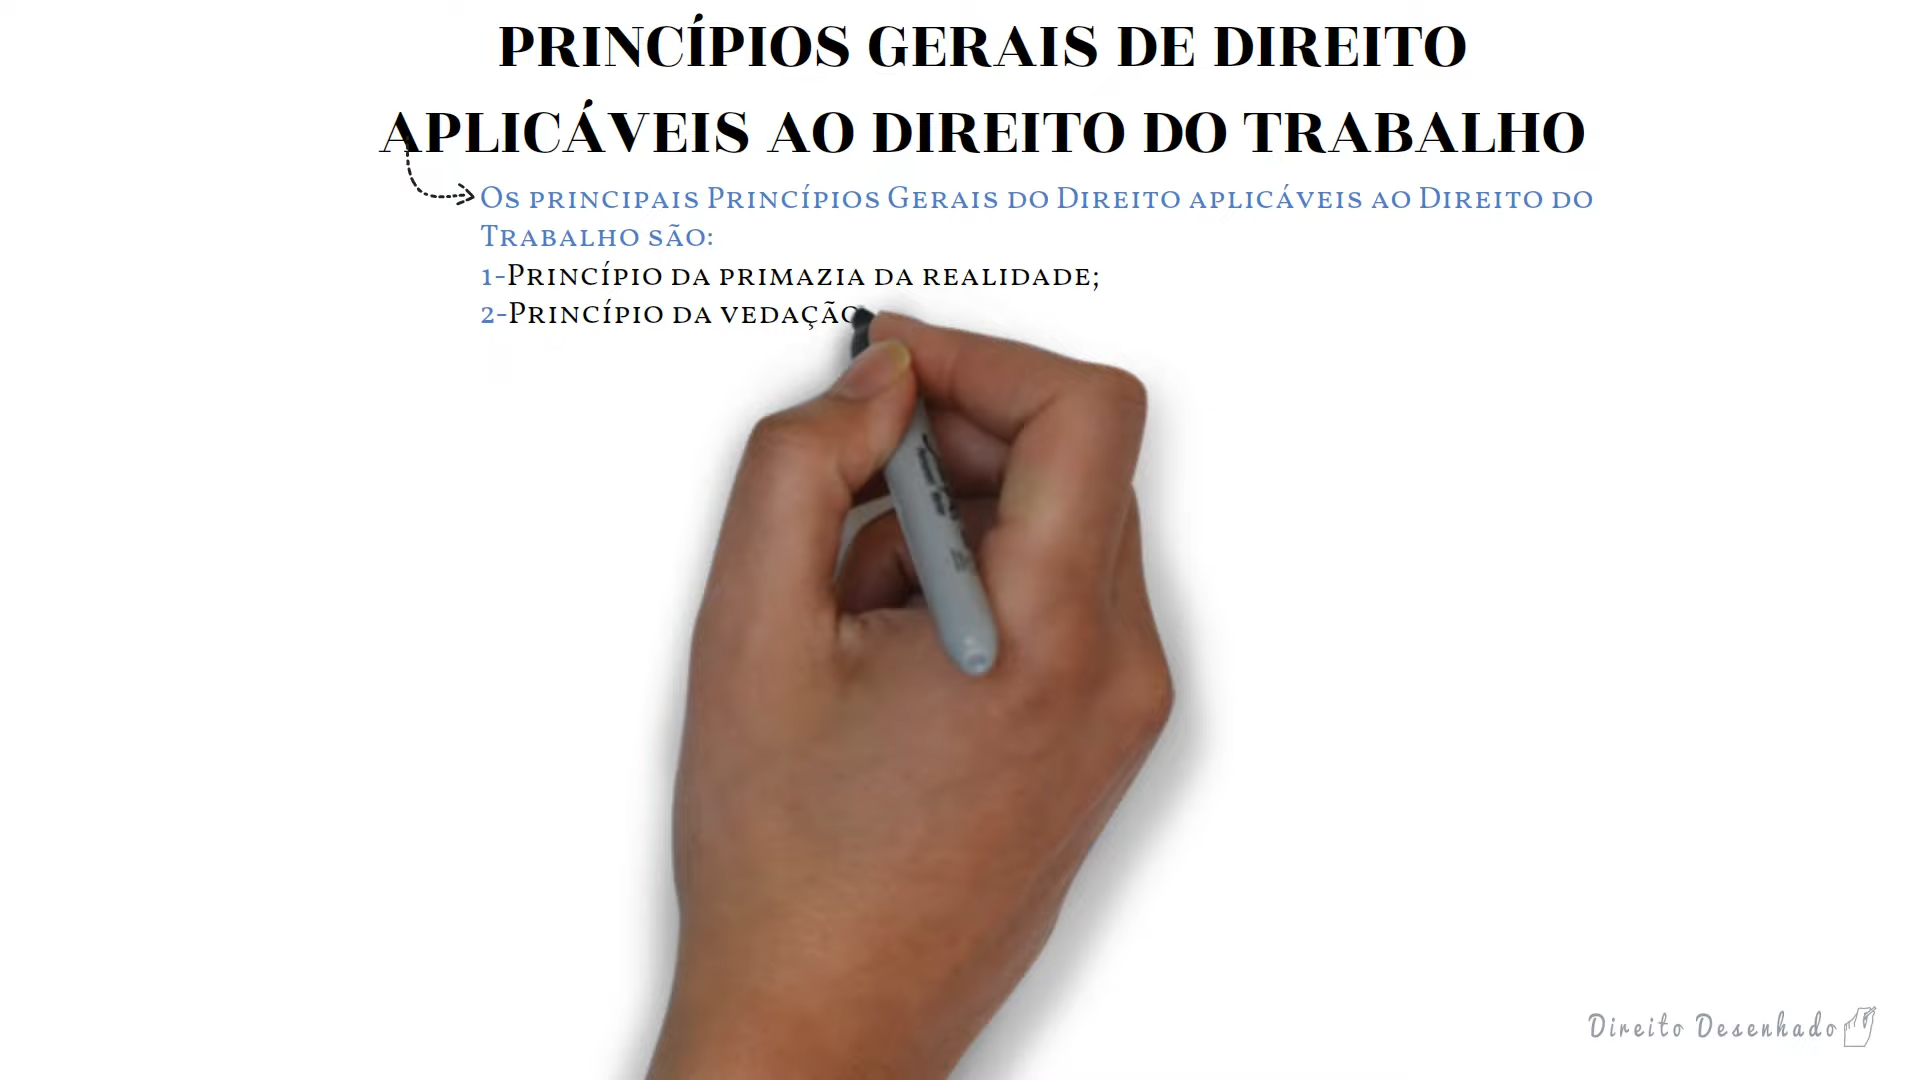 PRINCÍPIOS GERAIS DE DIREITO
APLICÁVEIS AO DIREITO DO TRABALHO
Os principais Princípios Gerais do Direito aplicáveis ao Direito do
Trabalho são:
1-Princípio da primazia da realidade;
2-Princípio da vedação
Direito Desenhado